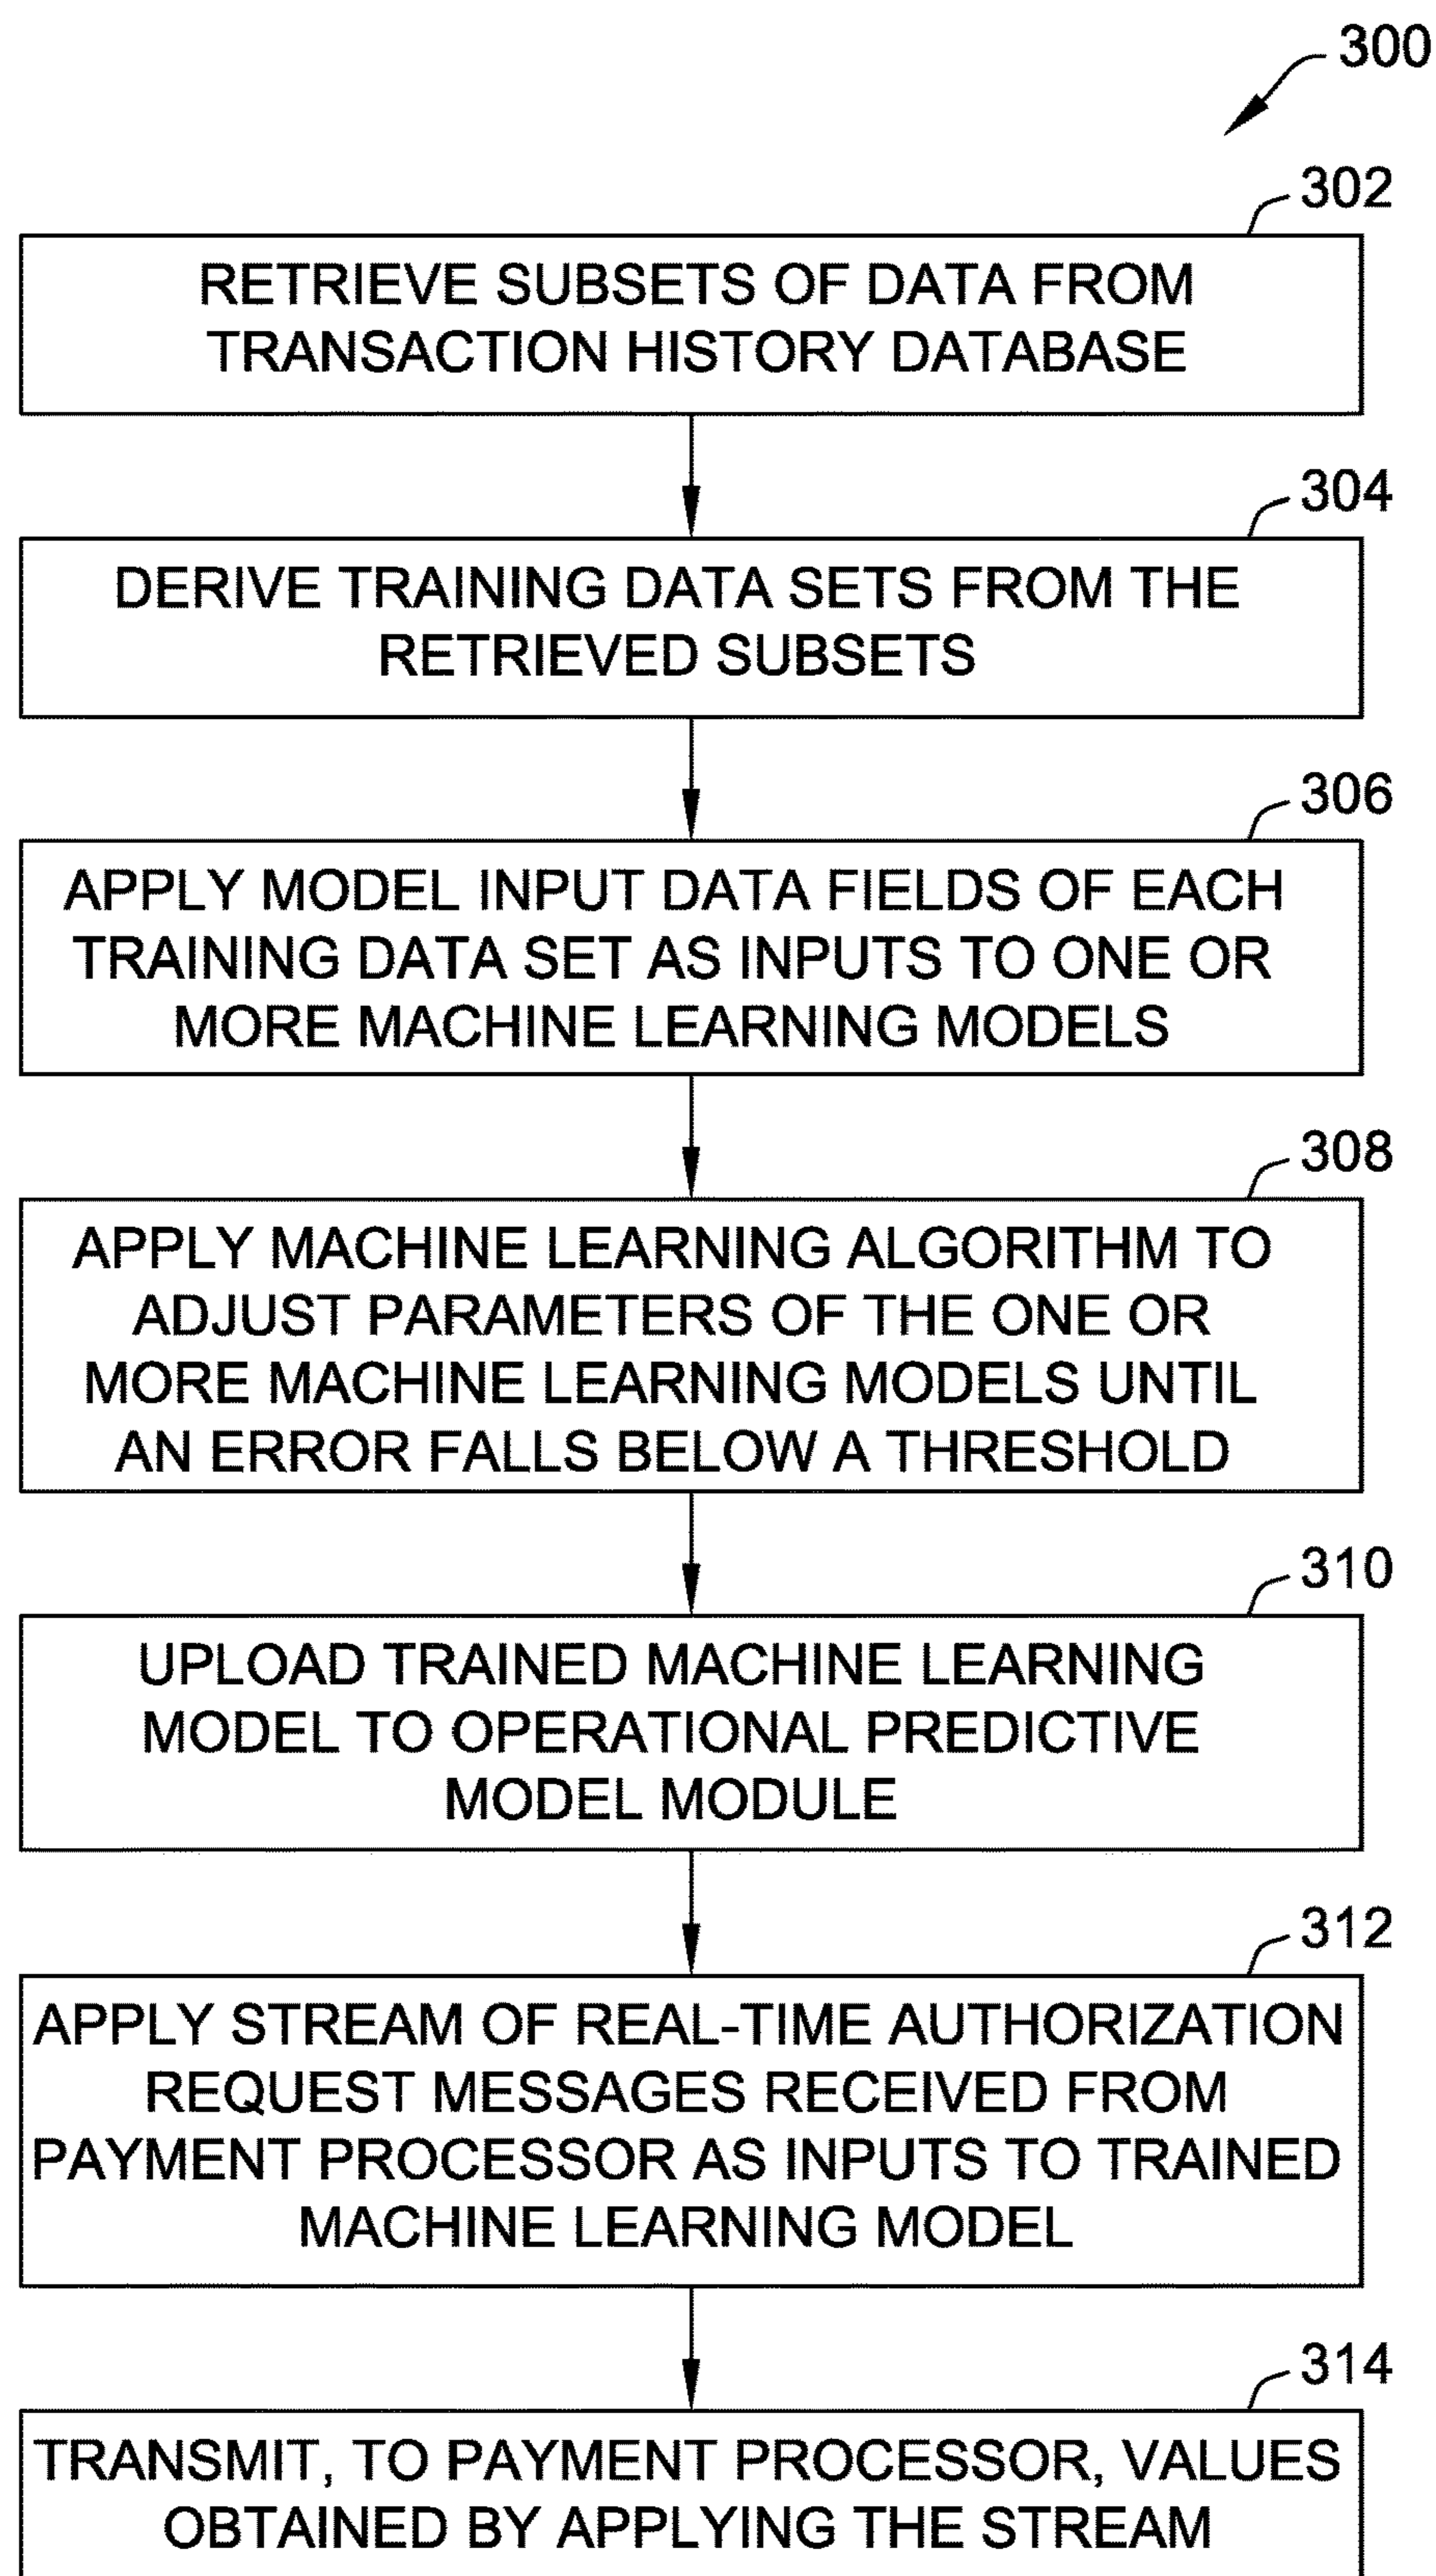 300
302
RETRIEVE SUBSETS OF DATA FROM
TRANSACTION HISTORY DATABASE
304
DERIVE TRAINING DATA SETS FROM THE
RETRIEVED SUBSETS
306
APPLY MODEL INPUT DATA FIELDS OF EACH
TRAINING DATA SET AS INPUTS TO ONE OR
MORE MACHINE LEARNING MODELS
308
APPLY MACHINE LEARNING ALGORITHM TO
ADJUST PARAMETERS OF THE ONE OR
MORE MACHINE LEARNING MODELS UNTIL
AN ERROR FALLS BELOW A THRESHOLD
310
UPLOAD TRAINED MACHINE LEARNING
MODEL TO OPERATIONAL PREDICTIVE
MODEL MODULE
312
APPLY STREAM OF REAL-TIME AUTHORIZATION
REQUEST MESSAGES RECEIVED FROM
PAYMENT PROCESSOR AS INPUTS TO TRAINED
MACHINE LEARNING MODEL
314
TRANSMIT, TO PAYMENT PROCESSOR, VALUES
OBTAINED BY APPLYING THE STREAM